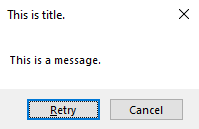 This is title.
This is a message.
Retry
Cancel